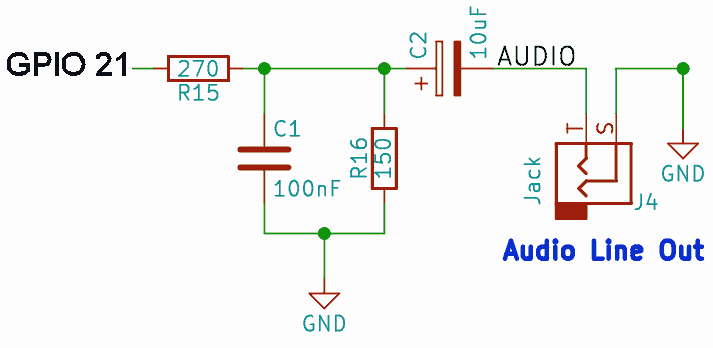 GPIO 21
270
R15
C2
+
10uF
AUDIO
C1
100nF
R16
150
GND
T
S
Jack
J4
GND
Audio Line Out